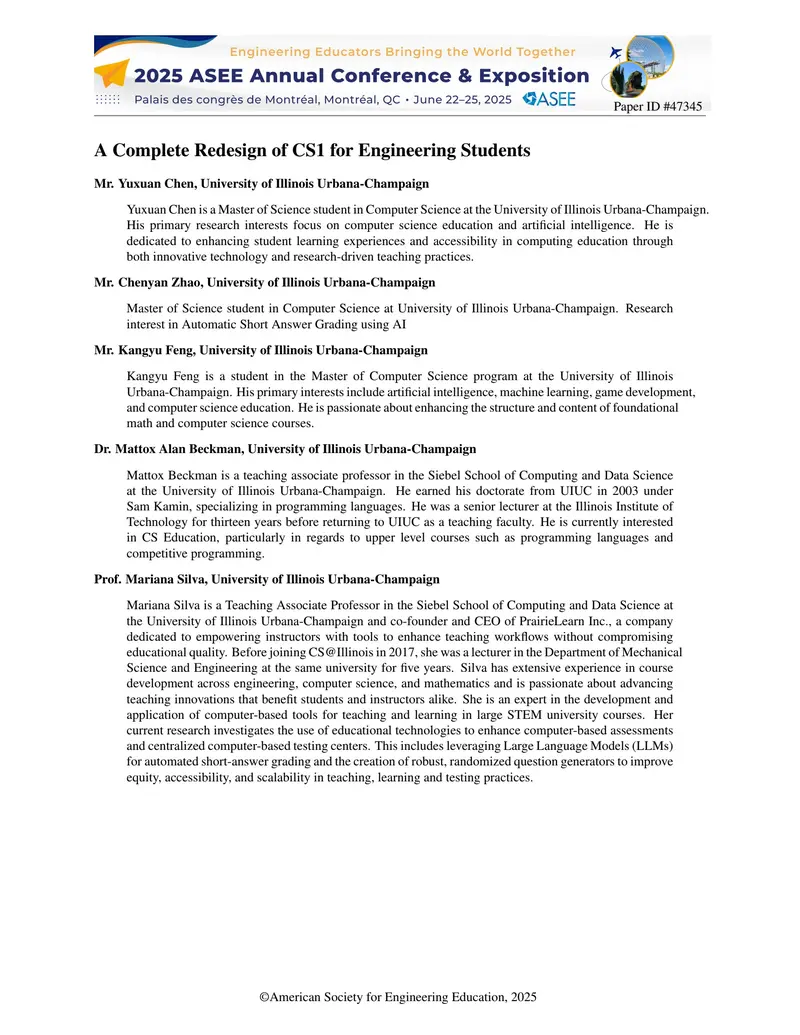 Engineering Educators Bringing the World Together
2025 ASEE Annual Conference & Exposition
Palais des congrès de Montréal, Montréal, QC • June 22–25, 2025 ASEE
Paper ID #47345
A Complete Redesign of CS1 for Engineering Students
Mr. Yuxuan Chen, University of Illinois Urbana-Champaign
Yuxuan Chen is a Master of Science student in Computer Science at the University of Illinois Urbana-Champaign.
His primary research interests focus on computer science education and artificial intelligence. He is
dedicated to enhancing student learning experiences and accessibility in computing education through
both innovative technology and research-driven teaching practices.
Mr. Chenyan Zhao, University of Illinois Urbana-Champaign
Master of Science student in Computer Science at University of Illinois Urbana-Champaign. Research
interest in Automatic Short Answer Grading using AI
Mr. Kangyu Feng, University of Illinois Urbana-Champaign
Kangyu Feng is a student in the Master of Computer Science program at the University of Illinois
Urbana-Champaign. His primary interests include artificial intelligence, machine learning, game development,
and computer science education. He is passionate about enhancing the structure and content of foundational
math and computer science courses.
Dr. Mattox Alan Beckman, University of Illinois Urbana-Champaign
Mattox Beckman is a teaching associate professor in the Siebel School of Computing and Data Science
at the University of Illinois Urbana-Champaign. He earned his doctorate from UIUC in 2003 under
Sam Kamin, specializing in programming languages. He was a senior lecturer at the Illinois Institute of
Technology for thirteen years before returning to UIUC as a teaching faculty. He is currently interested
in CS Education, particularly in regards to upper level courses such as programming languages and
competitive programming.
Prof. Mariana Silva, University of Illinois Urbana-Champaign
Mariana Silva is a Teaching Associate Professor in the Siebel School of Computing and Data Science at
the University of Illinois Urbana-Champaign and co-founder and CEO of PrairieLearn Inc., a company
dedicated to empowering instructors with tools to enhance teaching workflows without compromising
educational quality. Before joining CS@Illinois in 2017, she was a lecturer in the Department of Mechanical
Science and Engineering at the same university for five years. Silva has extensive experience in course
development across engineering, computer science, and mathematics and is passionate about advancing
teaching innovations that benefit students and instructors alike. She is an expert in the development and
application of computer-based tools for teaching and learning in large STEM university courses. Her
current research investigates the use of educational technologies to enhance computer-based assessments
and centralized computer-based testing centers. This includes leveraging Large Language Models (LLMs)
for automated short-answer grading and the creation of robust, randomized question generators to improve
equity, accessibility, and scalability in teaching, learning and testing practices.
©American Society for Engineering Education, 2025